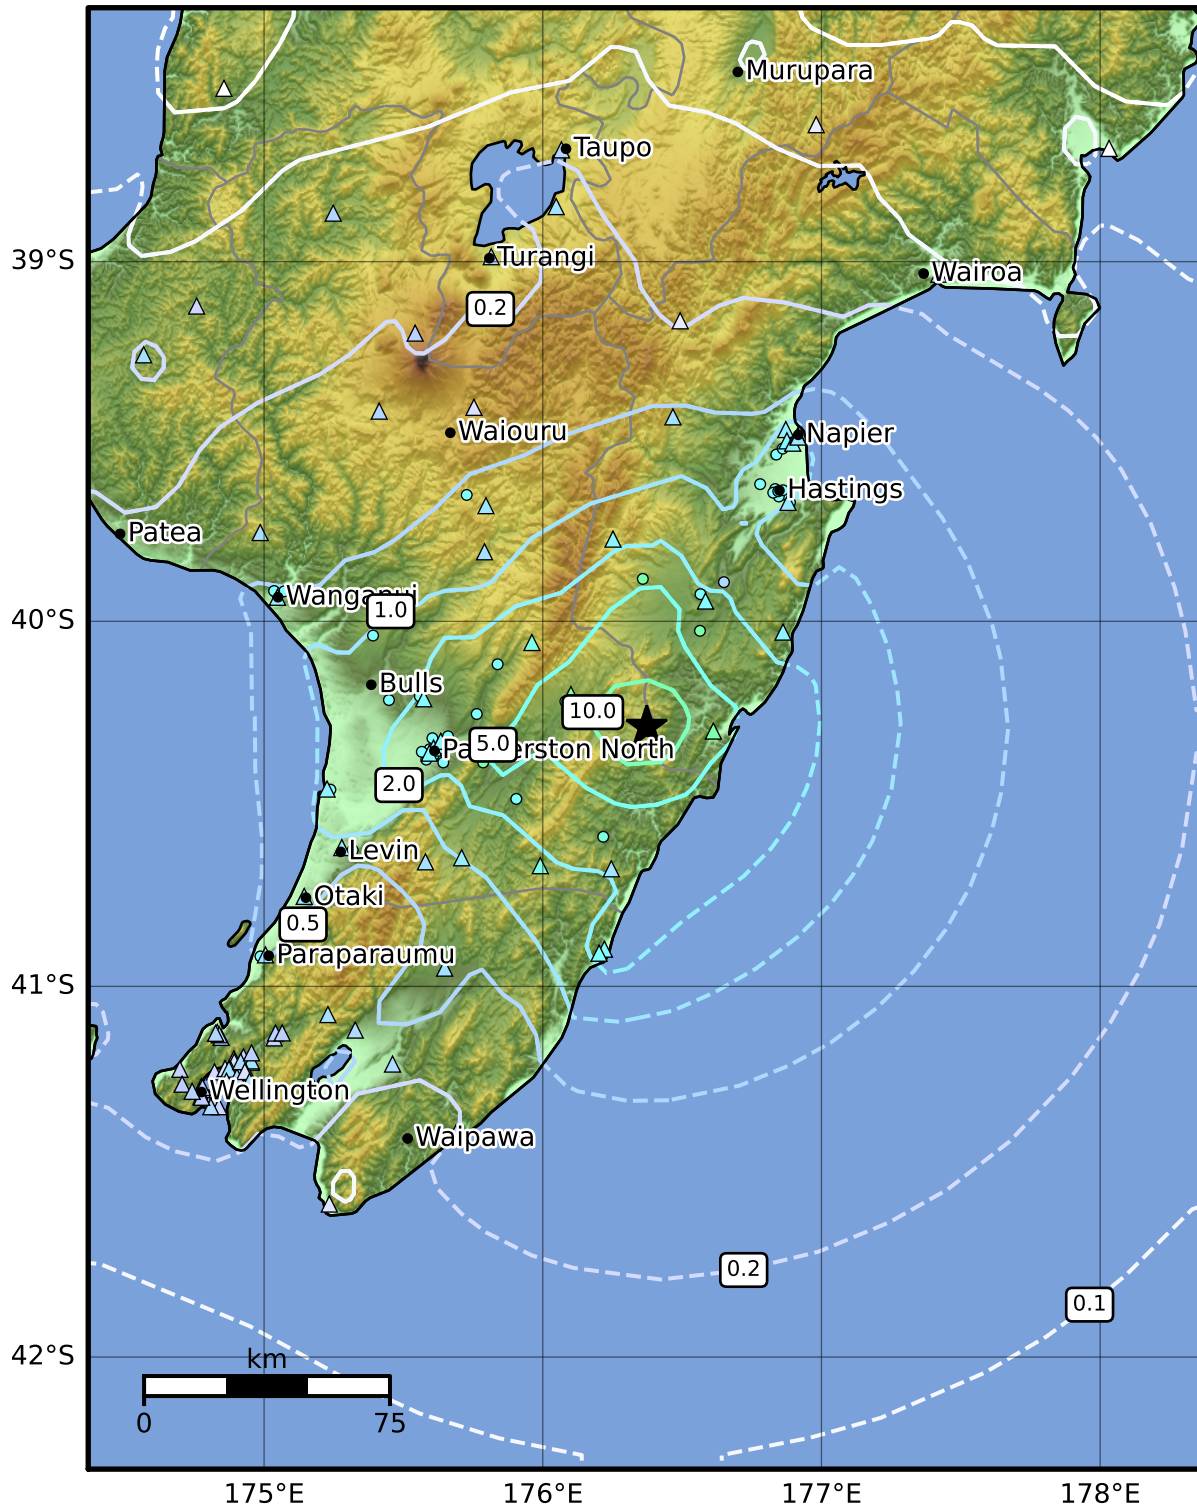 Murupara
Taupo
39°S
Turangi
Wairoa
0.2
Waiouru
Napier
Hastings
Patea
Wanganui
1.0
40°S
Bulls
10.0
5.0
Palmerston North
2.0
Levin
Otaki
0.5
Paraparaumu
41°S
Wellington
Waipawa
0.2
0.1
42°S
km
0
75
175°E
176°E
177°E
178°E